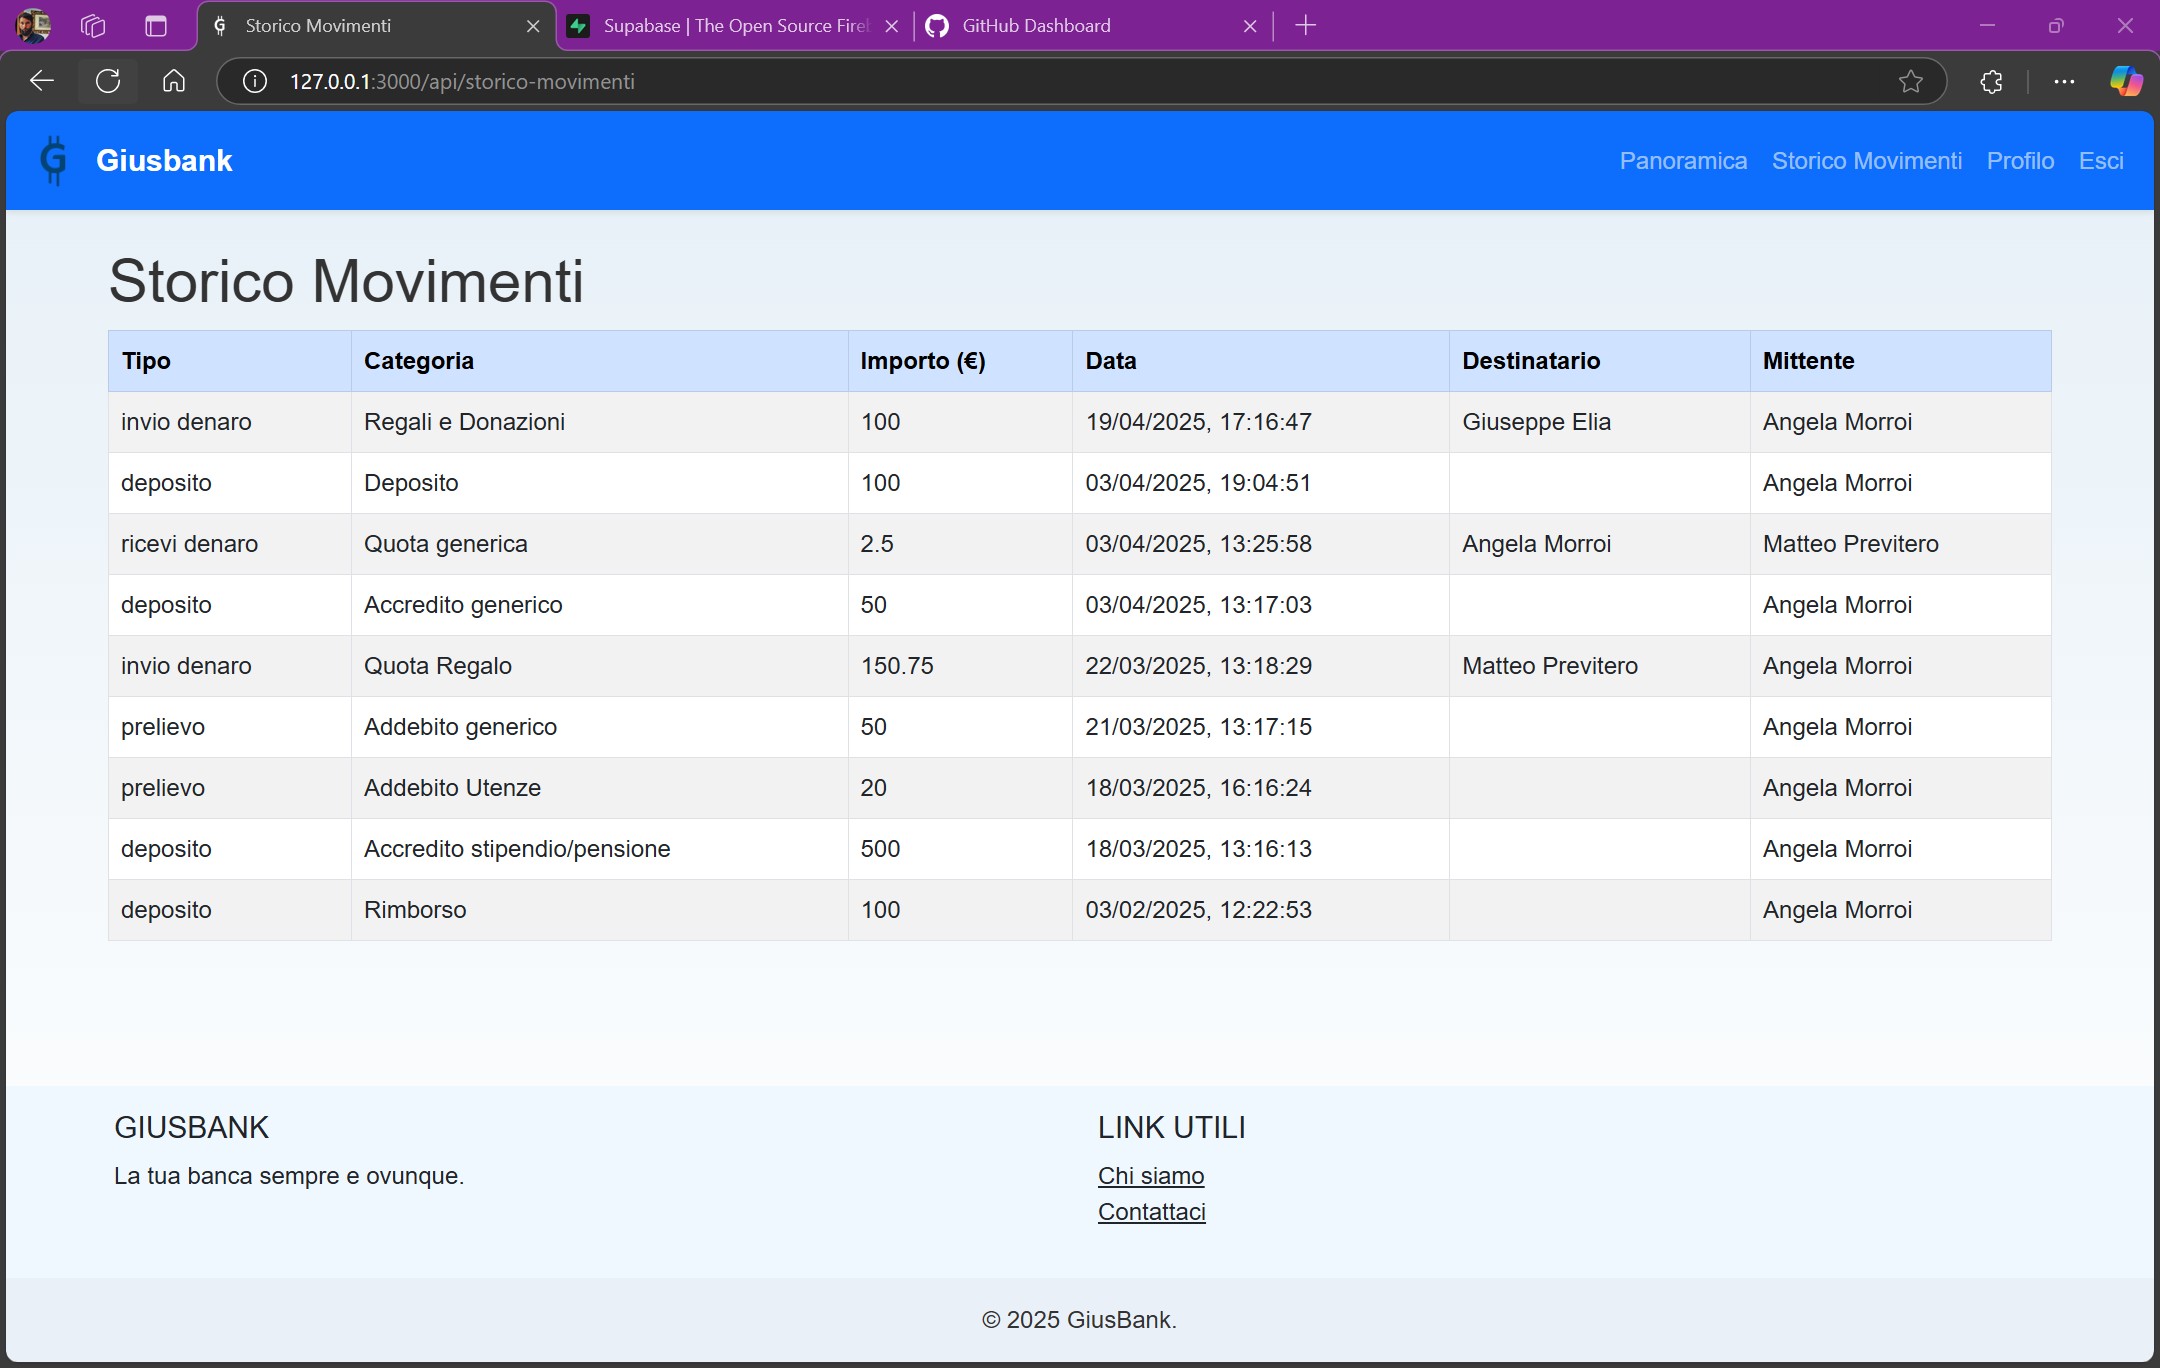 Storico Movimenti
Supabase | The Open Source Fire
GitHub Dashboard
127.0.0.1:3000/api/storico-movimenti
Giusbank
Panoramica Storico Movimenti Profilo Esci
Storico Movimenti
Tipo Categoria Importo (€) Data Destinatario Mittente
invio denaro Regali e Donazioni 100 19/04/2025, 17:16:47 Giuseppe Elia Angela Morroi
deposito Deposito 100 03/04/2025, 19:04:51 Angela Morroi
ricevi denaro Quota generica 2.5 03/04/2025, 13:25:58 Angela Morroi Matteo Previtero
deposito Accredito generico 50 03/04/2025, 13:17:03 Angela Morroi
invio denaro Quota Regalo 150.75 22/03/2025, 13:18:29 Matteo Previtero Angela Morroi
prelievo Addebito generico 50 21/03/2025, 13:17:15 Angela Morroi
prelievo Addebito Utenze 20 18/03/2025, 16:16:24 Angela Morroi
deposito Accredito stipendio/pensione 500 18/03/2025, 13:16:13 Angela Morroi
deposito Rimborso 100 03/02/2025, 12:22:53 Angela Morroi
GIUSBANK
La tua banca sempre e ovunque.
LINK UTILI
Chi siamo
Contattaci
© 2025 GiusBank.